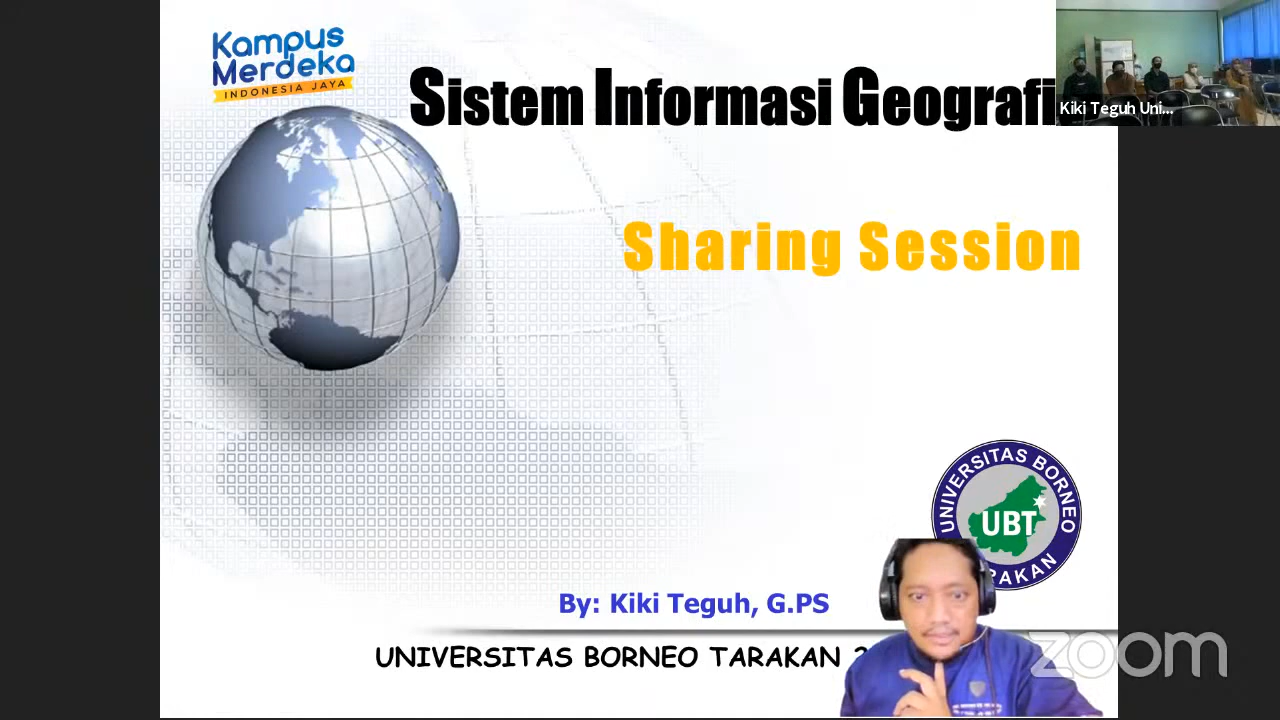 Kampus
Merdeka
INDONESIA JAYA
Sistem Informasi Geografi
Kiki Teguh Uni...
Sharing Session
UNIVERSITAS BORNEO
UBT
By: Kiki Teguh, G.PS
UNIVERSITAS BORNEO TARAKAN
zoom